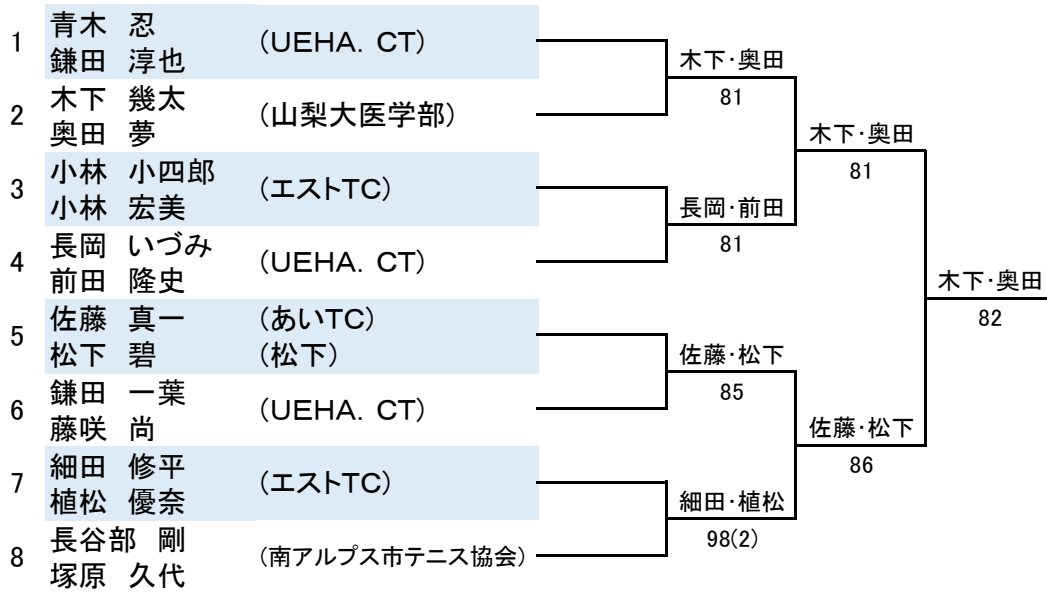 1
青木 忍
鎌田 淳也
(UEHA. CT)
2
木下 幾太
奥田 夢
(山梨大医学部)
3
小林 小四郎
小林 宏美
(エストTC)
4
長岡 いづみ
前田 隆史
(UEHA. CT)
5
佐藤 真一 (あいTC)
松下 碧 (松下)
6
鎌田 一葉
藤咲 尚
(UEHA. CT)
7
細田 修平
植松 優奈
(エストTC)
8
長谷部 剛
塚原 久代
(南アルプス市テニス協会)
木下・奥田
81
長岡・前田
81
佐藤・松下
85
細田・植松
98(2)
木下・奥田
81
佐藤・松下
86
木下・奥田
82